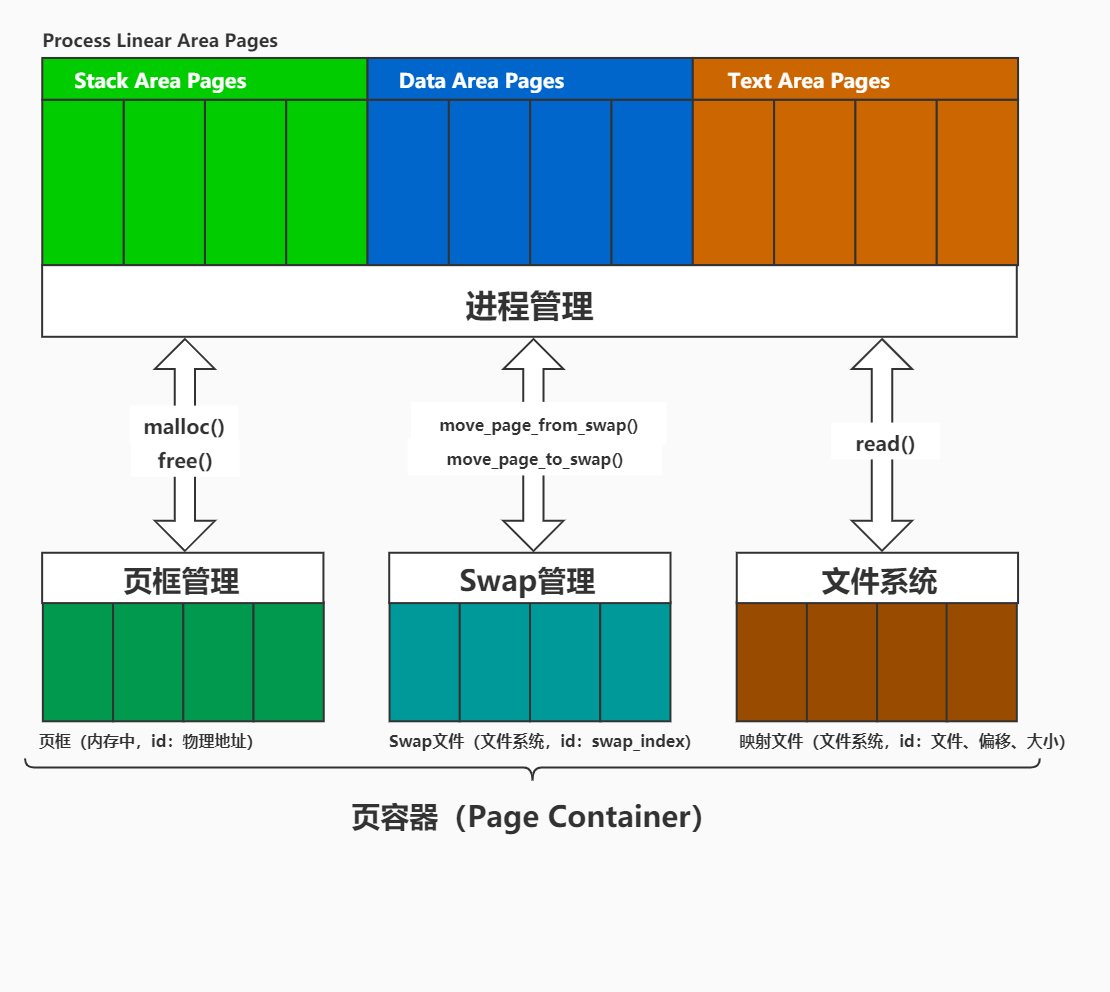 Process Linear Area Pages
Stack Area Pages
Data Area Pages
Text Area Pages
进程管理
malloc()
free()
move_page_from_swap()
move_page_to_swap()
read()
页框管理
Swap管理
文件系统
页框（内存中，id：物理地址）
Swap文件（文件系统，id：swap_index）
映射文件（文件系统，id：文件、偏移、大小）
页容器（Page Container）